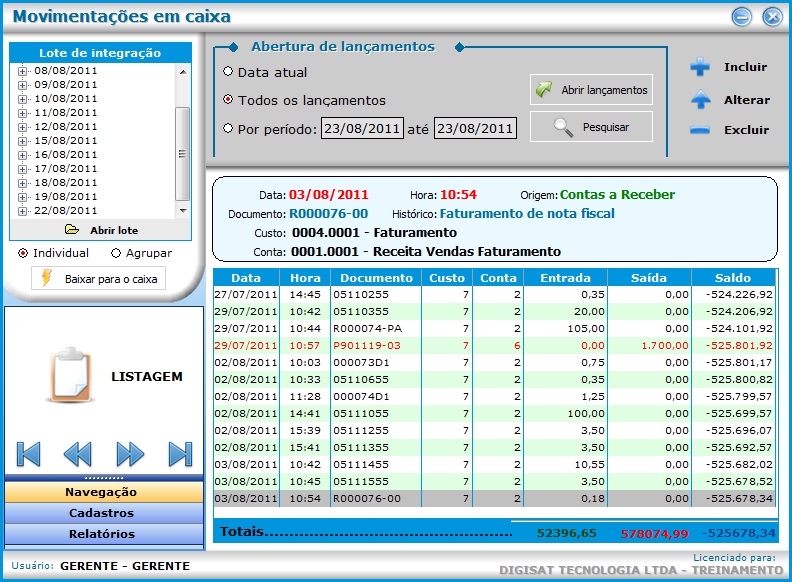 Movimentações em caixa
Lote de integração
08/08/2011
09/08/2011
10/08/2011
11/08/2011
12/08/2011
15/08/2011
16/08/2011
17/08/2011
18/08/2011
19/08/2011
22/08/2011
Abrir lote
Individual Agrupar
Baixar para o caixa
Abertura de lançamentos
Data atual
Todos os lançamentos
Por período: 23/08/2011 até 23/08/2011
Abrir lançamentos
Pesquisar
Incluir
Alterar
Excluir
Data: 03/08/2011 Hora: 10:54 Origem: Contas a Receber
Documento: R000076-00 Histórico: Faturamento de nota fiscal
Custo: 0004.0001 - Faturamento
Conta: 0001.0001 - Receita Vendas Faturamento
Data Hora Documento Custo Conta Entrada Saída Saldo
27/07/2011 14:45 05110255 7 2 0,35 0,00 -524.226,92
29/07/2011 10:42 05110355 7 2 20,00 0,00 -524.206,92
29/07/2011 10:44 R000074-PA 7 2 105,00 0,00 -524.101,92
29/07/2011 10:57 P901119-03 7 6 0,00 1.700,00 -525.801,92
02/08/2011 10:03 000073D1 7 2 0,75 0,00 -525.801,17
02/08/2011 10:33 05110655 7 2 0,35 0,00 -525.800,82
02/08/2011 11:28 000074D1 7 2 1,25 0,00 -525.799,57
02/08/2011 14:41 05111055 7 2 100,00 0,00 -525.699,57
02/08/2011 15:39 05111255 7 2 3,50 0,00 -525.696,07
02/08/2011 15:41 05111355 7 2 3,50 0,00 -525.692,57
03/08/2011 10:42 05111455 7 2 10,55 0,00 -525.682,02
03/08/2011 10:45 05111555 7 2 3,50 0,00 -525.678,52
03/08/2011 10:54 R000076-00 7 2 0,18 0,00 -525.678,34
Totais 52396,65 578074,99 -525678,34
LISTAGEM
Navegação
Cadastros
Relatórios
Usuário: GERENTE - GERENTE
Licenciado para:
DIGISAT TECNOLOGIA LTDA - TREINAMENTO